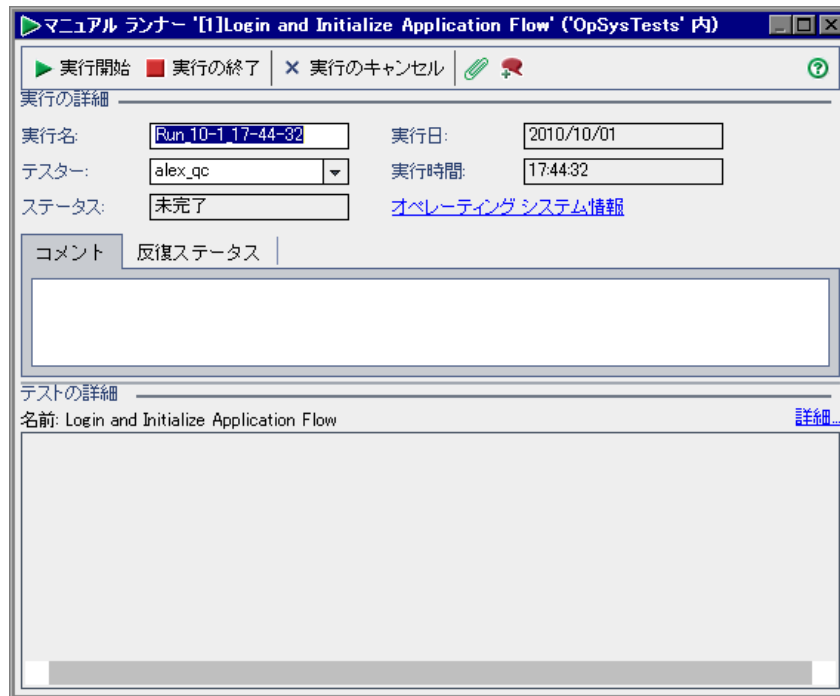 マニュアル ランナー '[1]Login and Initialize Application Flow' ('OpSysTests' 内)
実行開始 実行の終了 実行のキャンセル
実行の詳細
実行名: Run_10-1_17-44-32 実行日: 2010/10/01
テスター: alex_qc 実行時間: 17:44:32
ステータス: 未完了 オペレーティング システム情報
コメント 反復ステータス
テストの詳細
名前: Login and Initialize Application Flow 詳細...